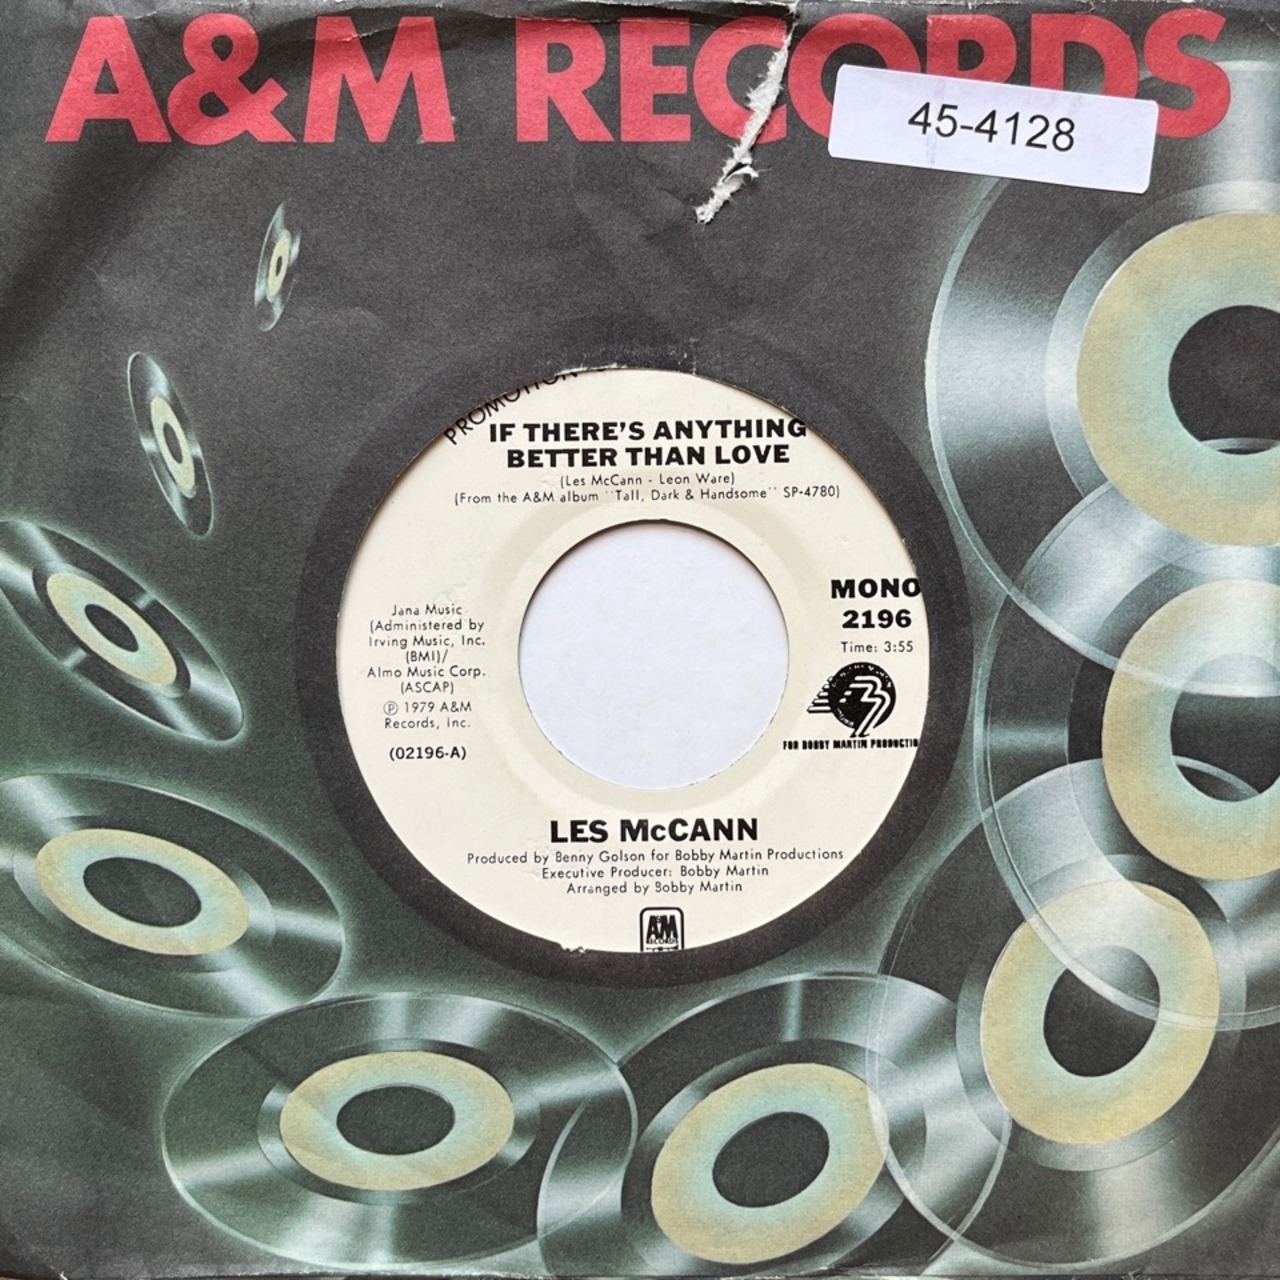 A&M RECORDS
45-4128
PROMOTION
IF THERE'S ANYTHING
BETTER THAN LOVE
(Les McCann - Leon Ware)
(From the A&M album "Tall, Dark & Handsome" SP-4780)
MONO
2196
Time: 3:55
Jana Music
(Administered by
Irving Music, Inc.
(BMI)/
Almo Music Corp.
(ASCAP)
℗ 1979 A&M
Records, Inc.
(02196-A)
FOR BOBBY MARTIN PRODUCTIO
LES McCANN
Produced by Benny Golson for Bobby Martin Productions
Executive Producer: Bobby Martin
Arranged by Bobby Martin
A&M
RECORDS